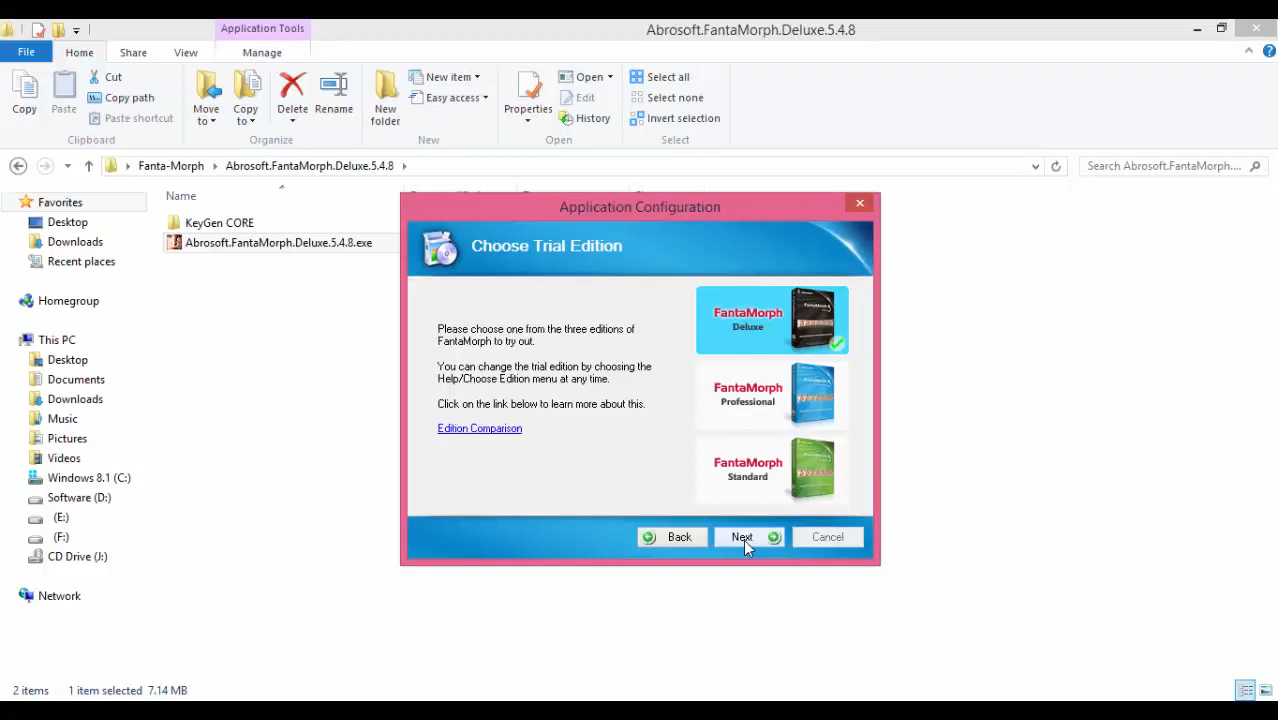 Application Tools
Abrosoft.FantaMorph.Deluxe.5.4.8
File
Home
Share
View
Manage
Copy
Paste
Cut
Copy path
Paste shortcut
Clipboard
Move to
Copy to
Delete
Rename
Organize
New folder
New item
Easy access
New
Properties
Open
Edit
History
Open
Select all
Select none
Invert selection
Select
Fanta-Morph
Abrosoft.FantaMorph.Deluxe.5.4.8
Search Abrosoft.FantaMorph....
Favorites
Desktop
Downloads
Recent places
Homegroup
This PC
Desktop
Documents
Downloads
Music
Pictures
Videos
Windows 8.1 (C:)
Software (D:)
(E:)
(F:)
CD Drive (J:)
Network
Name
KeyGen CORE
Abrosoft.FantaMorph.Deluxe.5.4.8.exe
Application Configuration
Choose Trial Edition
Please choose one from the three editions of
FantaMorph to try out.
You can change the trial edition by choosing the
Help/Choose Edition menu at any time.
Click on the link below to learn more about this.
Edition Comparison
FantaMorph
Deluxe
FantaMorph
Professional
FantaMorph
Standard
Back
Next
Cancel
2 items
1 item selected 7.14 MB